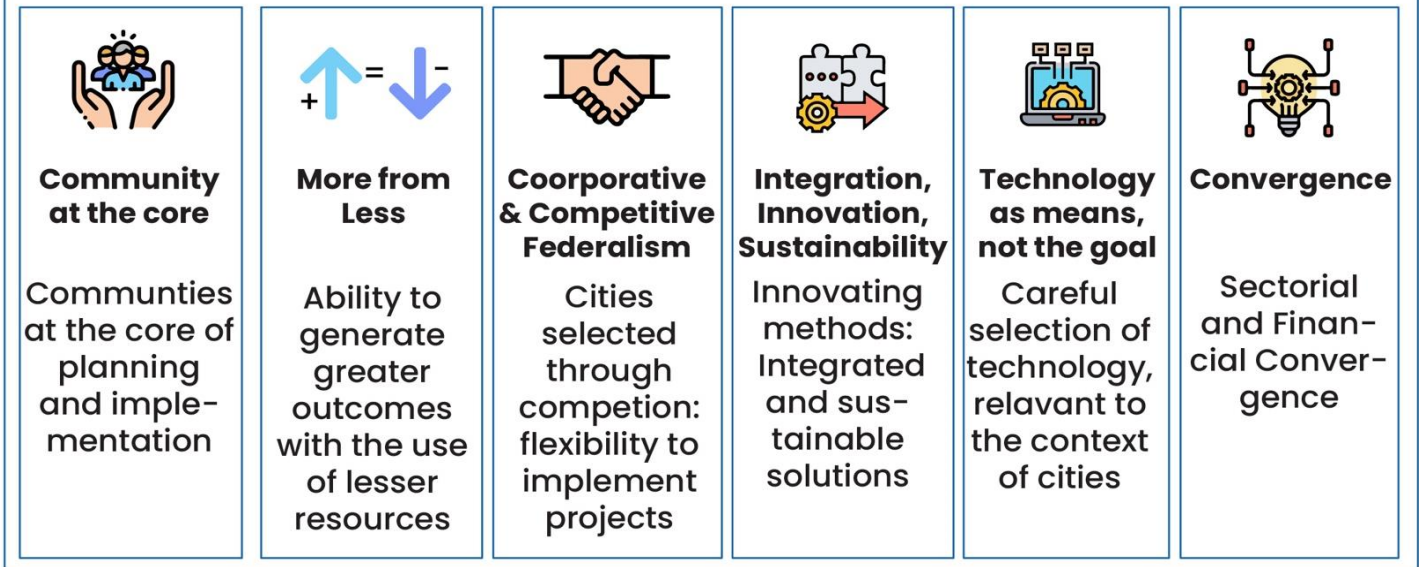 Community
at the core
Communties
at the core of
planning
and imple-
mentation
+ = -
More from
Less
Ability to
generate
greater
outcomes
with the use
of lesser
resources
Coorporative
& Competitive
Federalism
Cities
selected
through
competion:
flexibility to
implement
projects
Integration,
Innovation,
Sustainability
Innovating
methods:
Integrated
and sus-
tainable
solutions
Technology
as means,
not the goal
Careful
selection of
technology,
relavant to
the context
of cities
Convergence
Sectorial
and Finan-
cial Conver-
gence